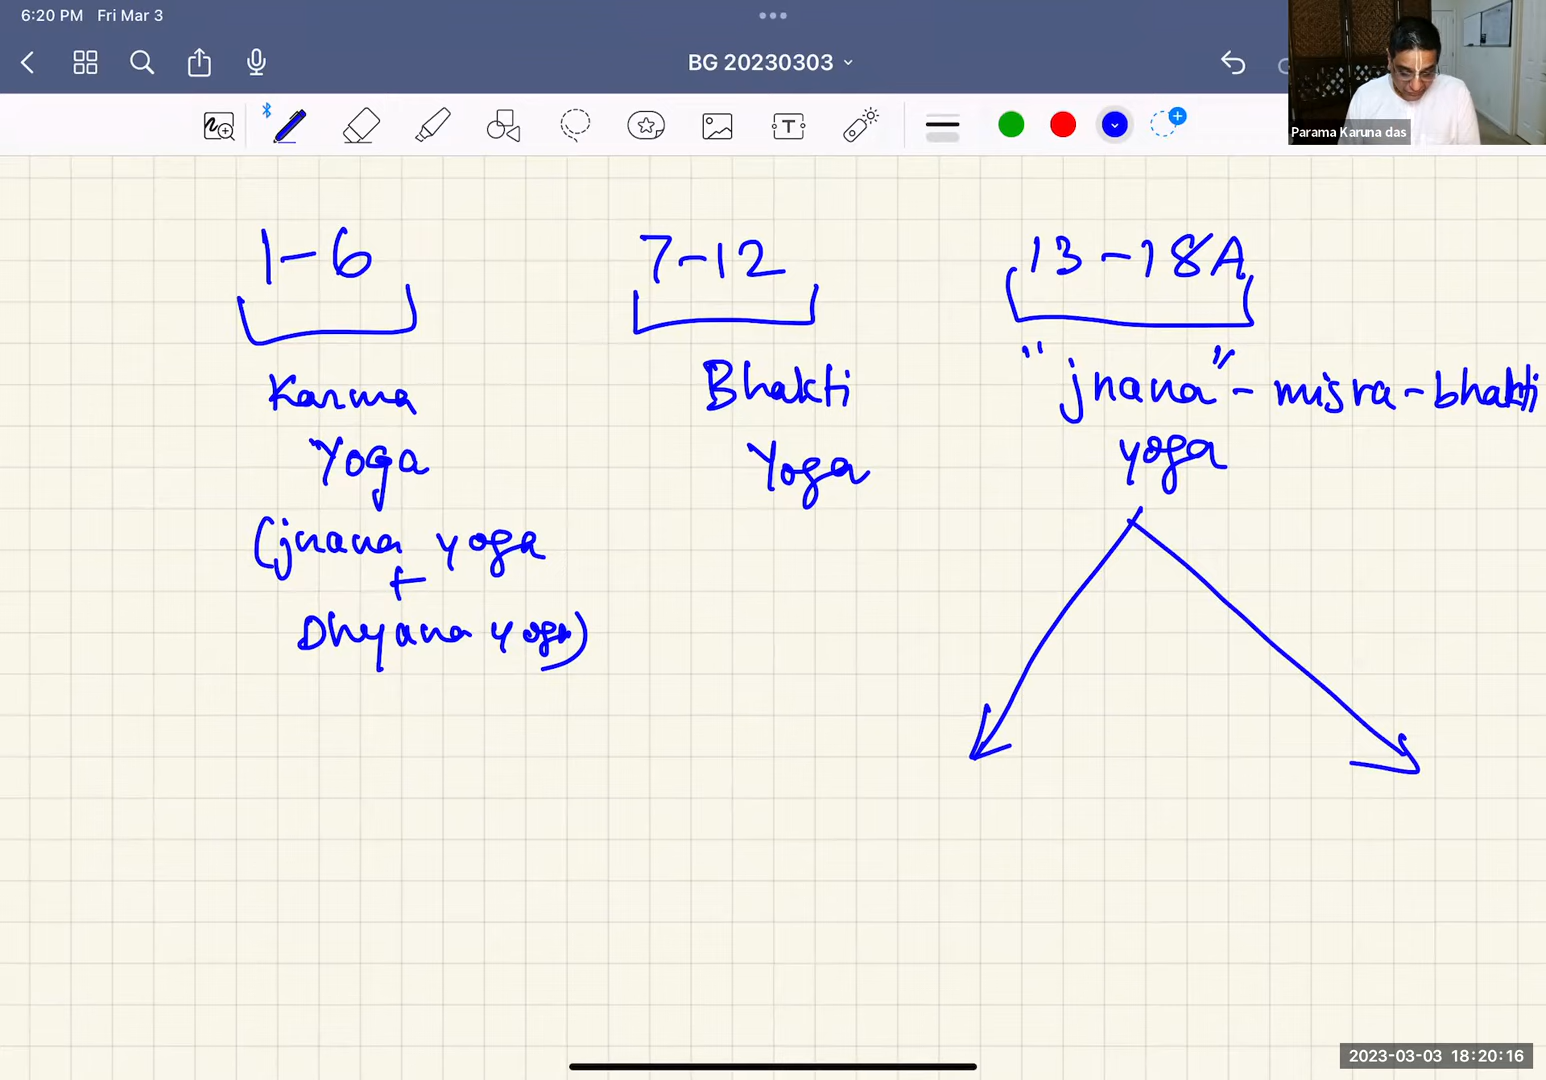 6:20 PM Fri Mar 3
BG 20230303
T
Parama Karuna das
1-6
7-12
13-18A
Karma
Yoga
(jnana yoga
+
Dhyana yoga)
Bhakti
Yoga
"jnana"-misra-bhakti
yoga
2023-03-03 18:20:16